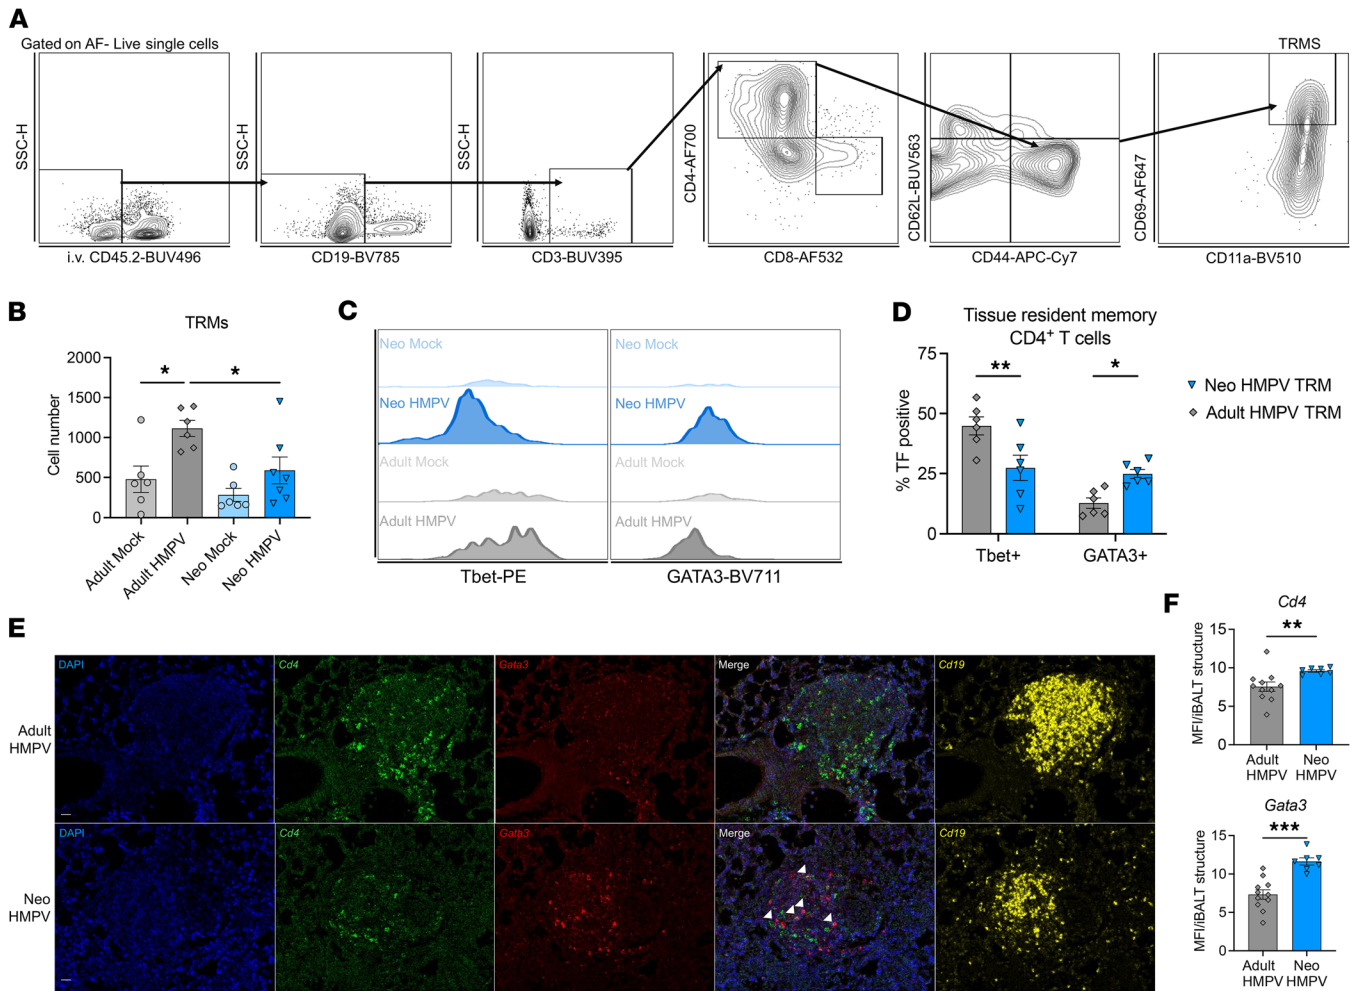 A
Gated on AF- Live single cells
TRMS
SSC-H
SSC-H
SSC-H
CD4-AF700
CD62L-BUV563
CD69-AF647
i.v. CD45.2-BUV496
CD19-BV785
CD3-BUV395
CD8-AF532
CD44-APC-Cy7
CD11a-BV510
B
TRMs
Cell number
2000
1500
1000
500
0
* *
Adult Mock
Adult HMPV
Neo Mock
Neo HMPV
C
Neo Mock
Neo HMPV
Adult Mock
Adult HMPV
Tbet-PE
Neo Mock
Neo HMPV
Adult Mock
Adult HMPV
GATA3-BV711
D
Tissue resident memory
CD4+ T cells
% TF positive
75
50
25
0
** *
Tbet+
GATA3+
Neo HMPV TRM
Adult HMPV TRM
E
Adult
HMPV
DAPI
Cd4
Gata3
Merge
Cd19
Neo
HMPV
DAPI
Cd4
Gata3
Merge
Cd19
F
Cd4
MFI/iBALT structure
15
10
5
0
**
Adult
HMPV
Neo
HMPV
Gata3
MFI/iBALT structure
15
10
5
0
***
Adult
HMPV
Neo
HMPV